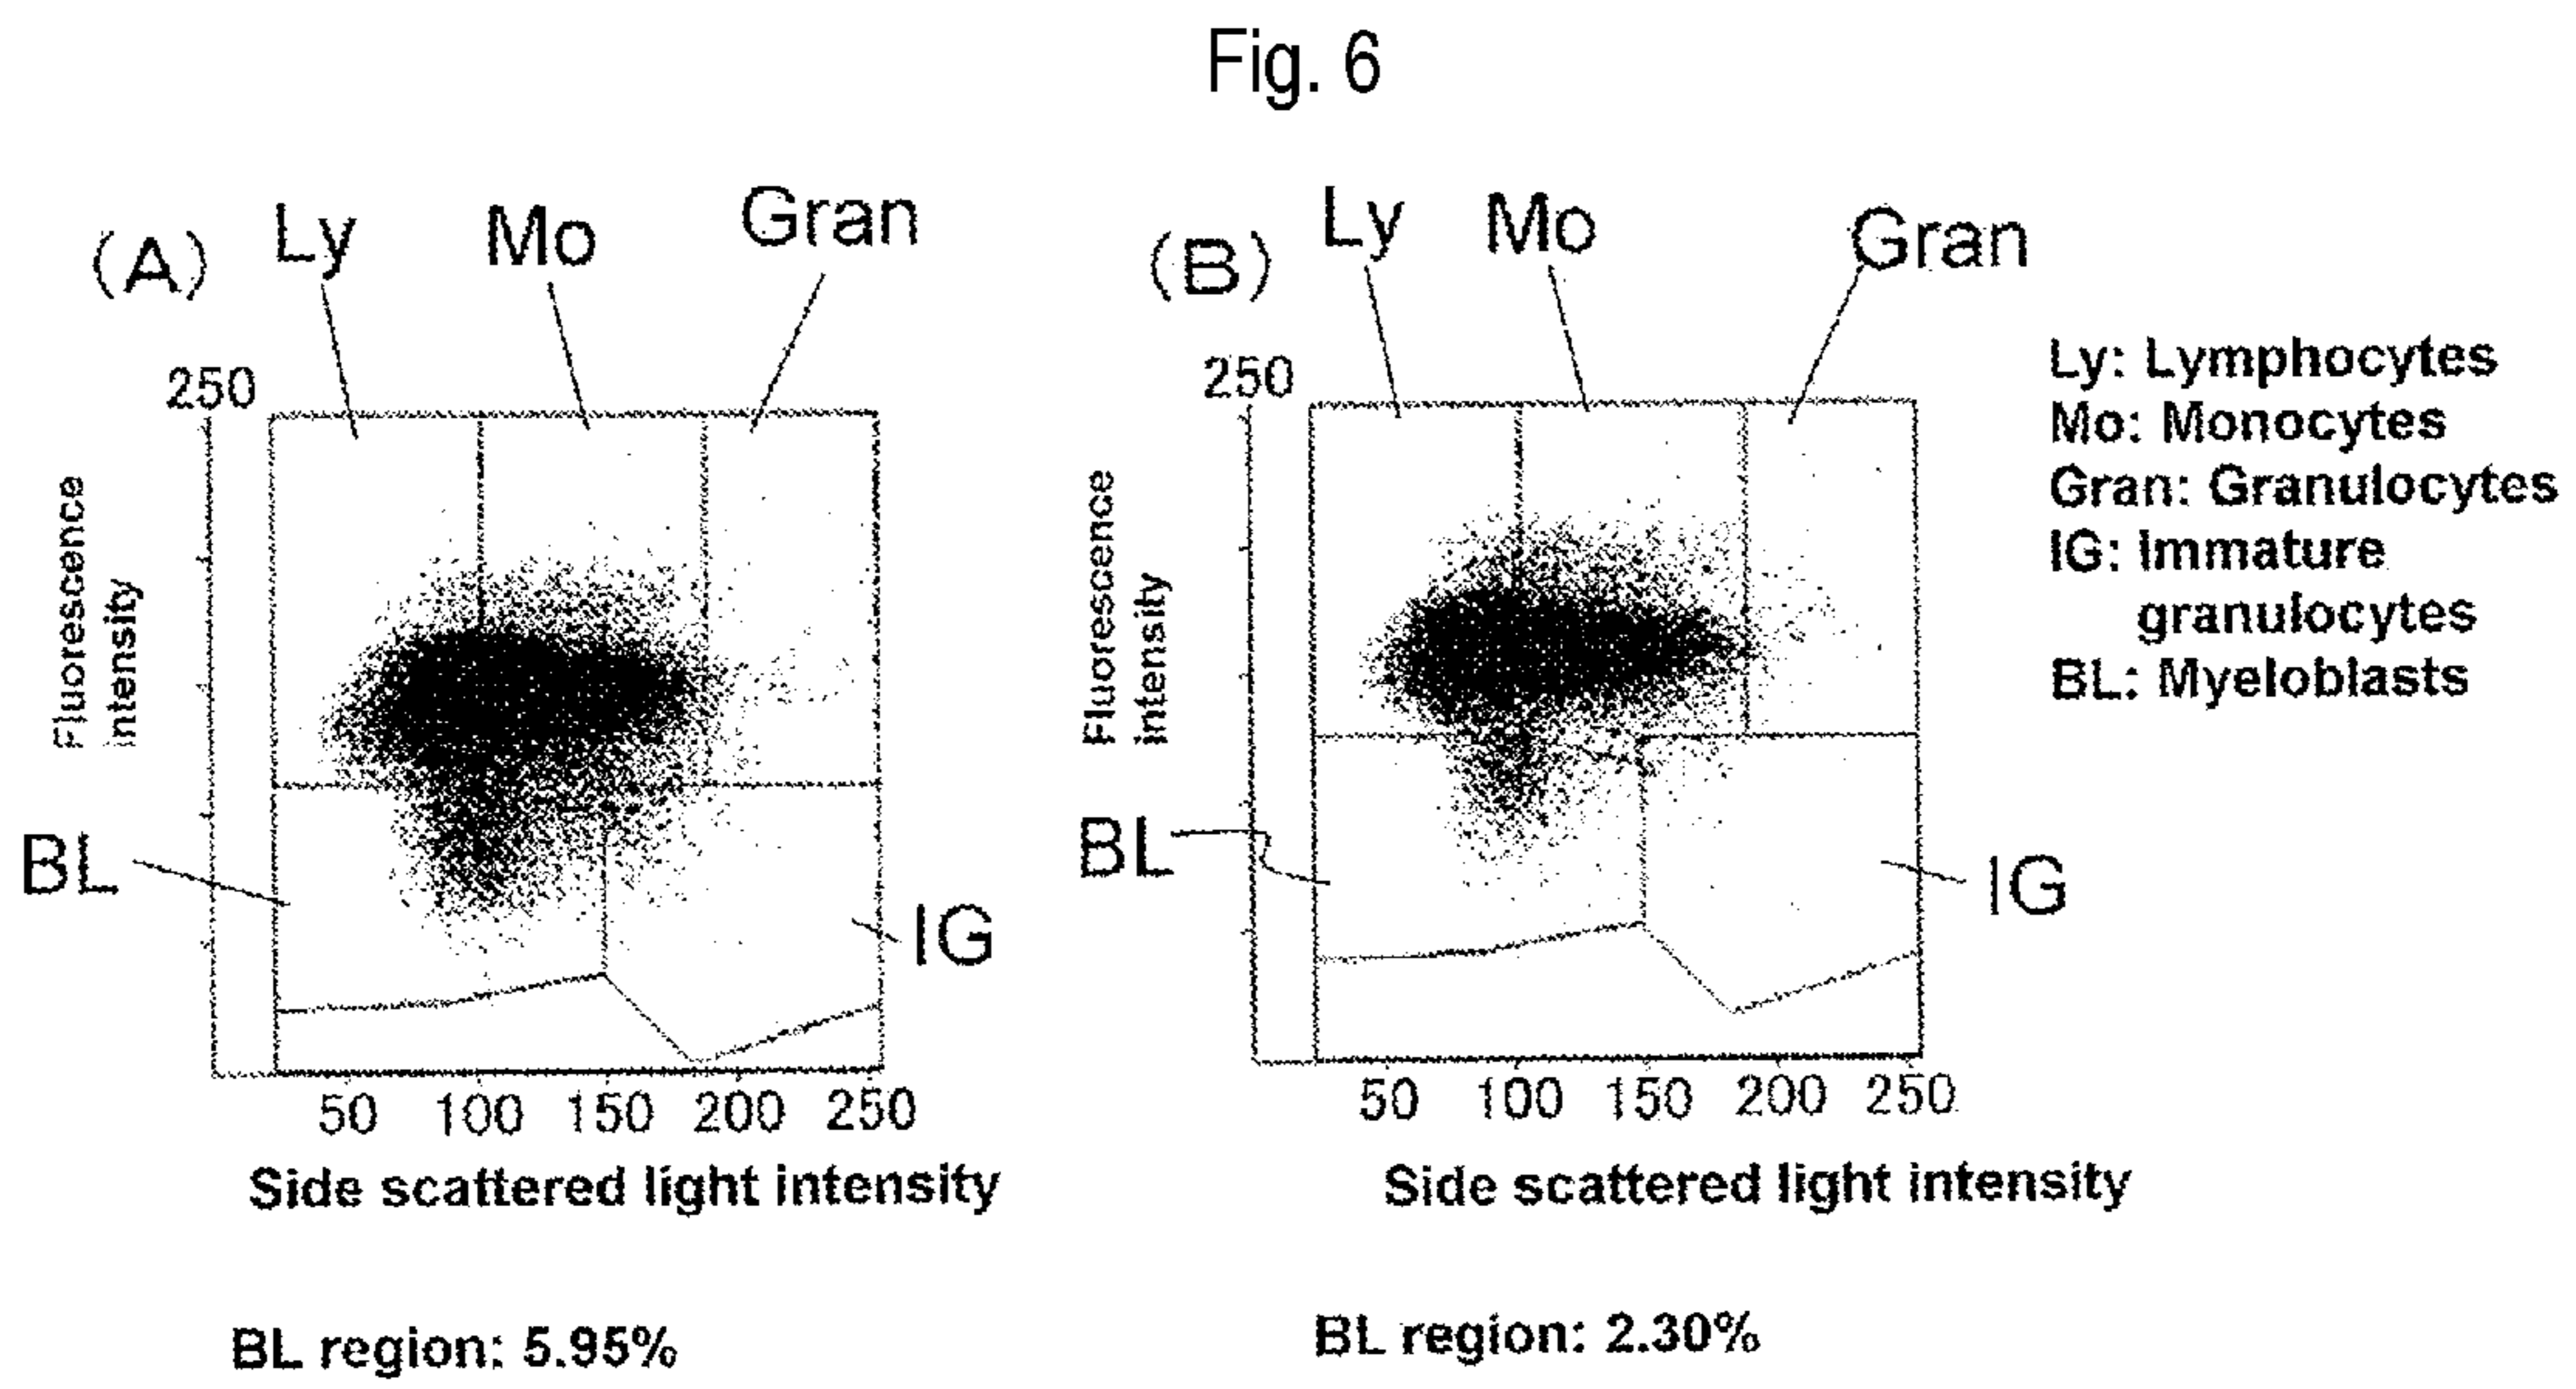 Fig. 6
(A)
Ly
Mo
Gran
250
Fluorescence
intensity
BL
IG
50 100 150 200 250
Side scattered light intensity
BL region: 5.95%
(B)
Ly
Mo
Gran
250
Fluorescence
intensity
BL
IG
50 100 150 200 250
Side scattered light intensity
BL region: 2.30%
Ly: Lymphocytes
Mo: Monocytes
Gran: Granulocytes
IG: Immature
granulocytes
BL: Myeloblasts